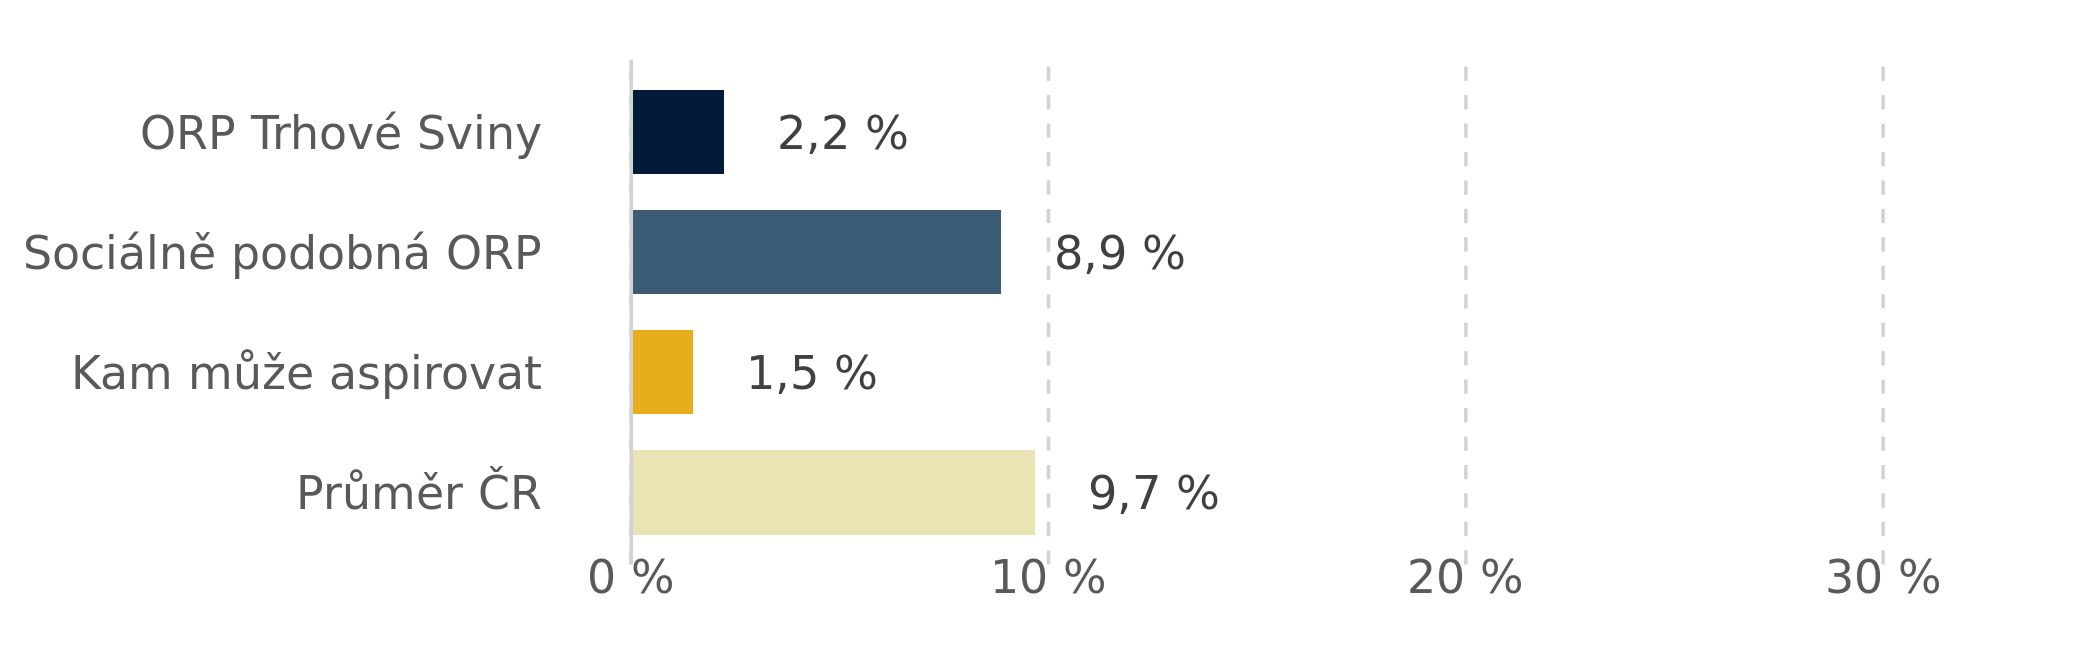 ORP Trhové Sviny 2,2 %
Sociálně podobná ORP 8,9 %
Kam může aspirovat 1,5 %
Průměr ČR 9,7 %
0 % 10 % 20 % 30 %